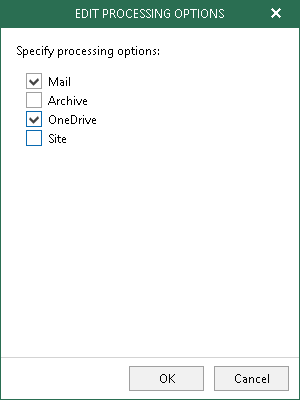 EDIT PROCESSING OPTIONS
Specify processing options:
Mail
Archive
OneDrive
Site
OK
Cancel